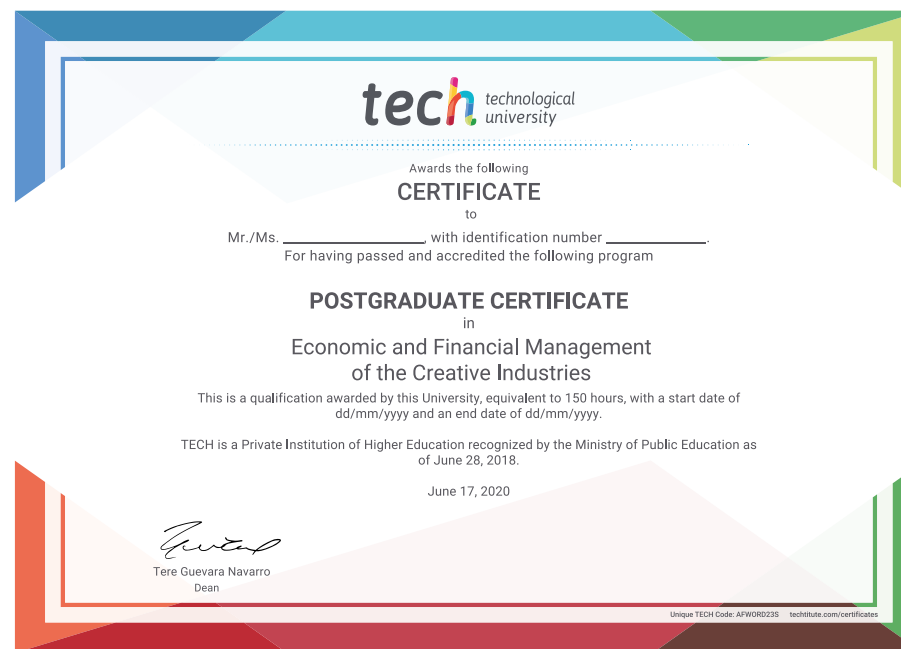 tech technological
university
Awards the following
CERTIFICATE
to
Mr./Ms. ________________, with identification number ____________.
For having passed and accredited the following program
POSTGRADUATE CERTIFICATE
in
Economic and Financial Management
of the Creative Industries
This is a qualification awarded by this University, equivalent to 150 hours, with a start date of
dd/mm/yyyy and an end date of dd/mm/yyyy.
TECH is a Private Institution of Higher Education recognized by the Ministry of Public Education as
of June 28, 2018.
June 17, 2020
Tere Guevara Navarro
Dean
Unique TECH Code: AFWORD23S techtitute.com/certificates